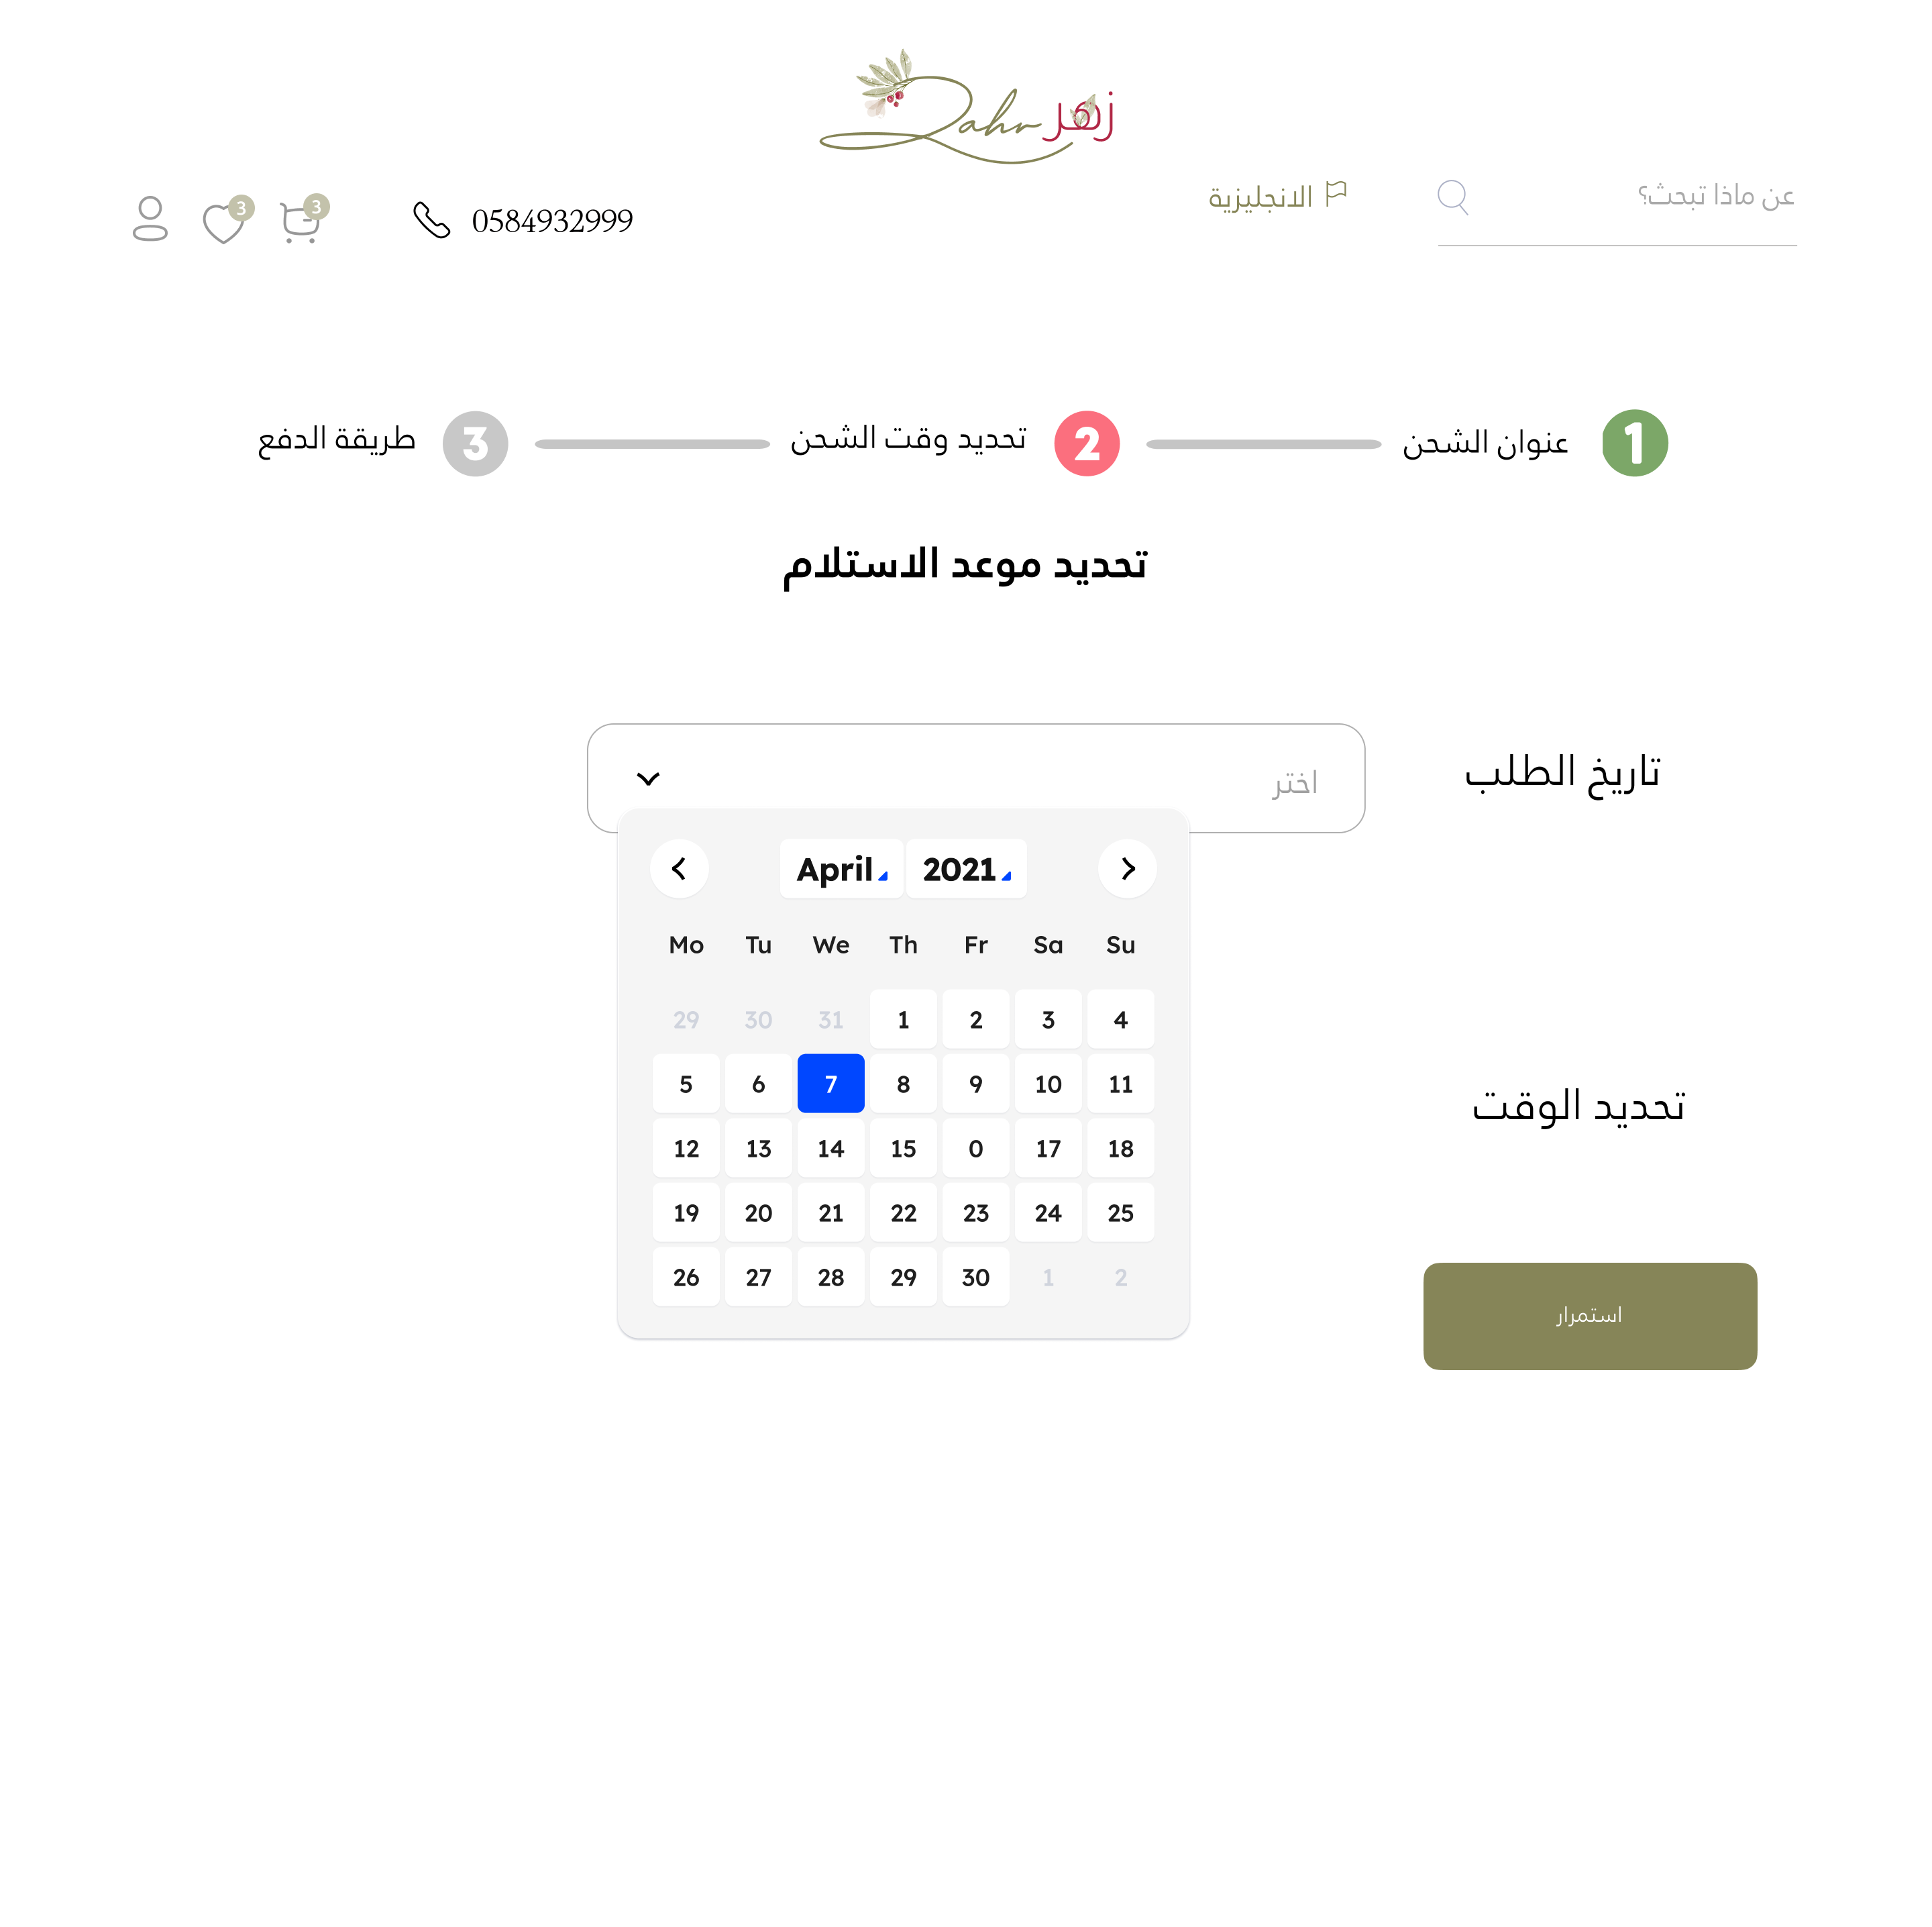 Zahr زهر
عن ماذا تبحث؟
الانجليزية
0584932999
3
3
1 عنوان الشحن
2 تحديد وقت الشحن
3 طريقة الدفع
تحديد موعد الاستلام
تاريخ الطلب
اختر
April 2021
Mo Tu We Th Fr Sa Su
29 30 31 1 2 3 4
5 6 7 8 9 10 11
12 13 14 15 0 17 18
19 20 21 22 23 24 25
26 27 28 29 30 1 2
تحديد الوقت
استمرار